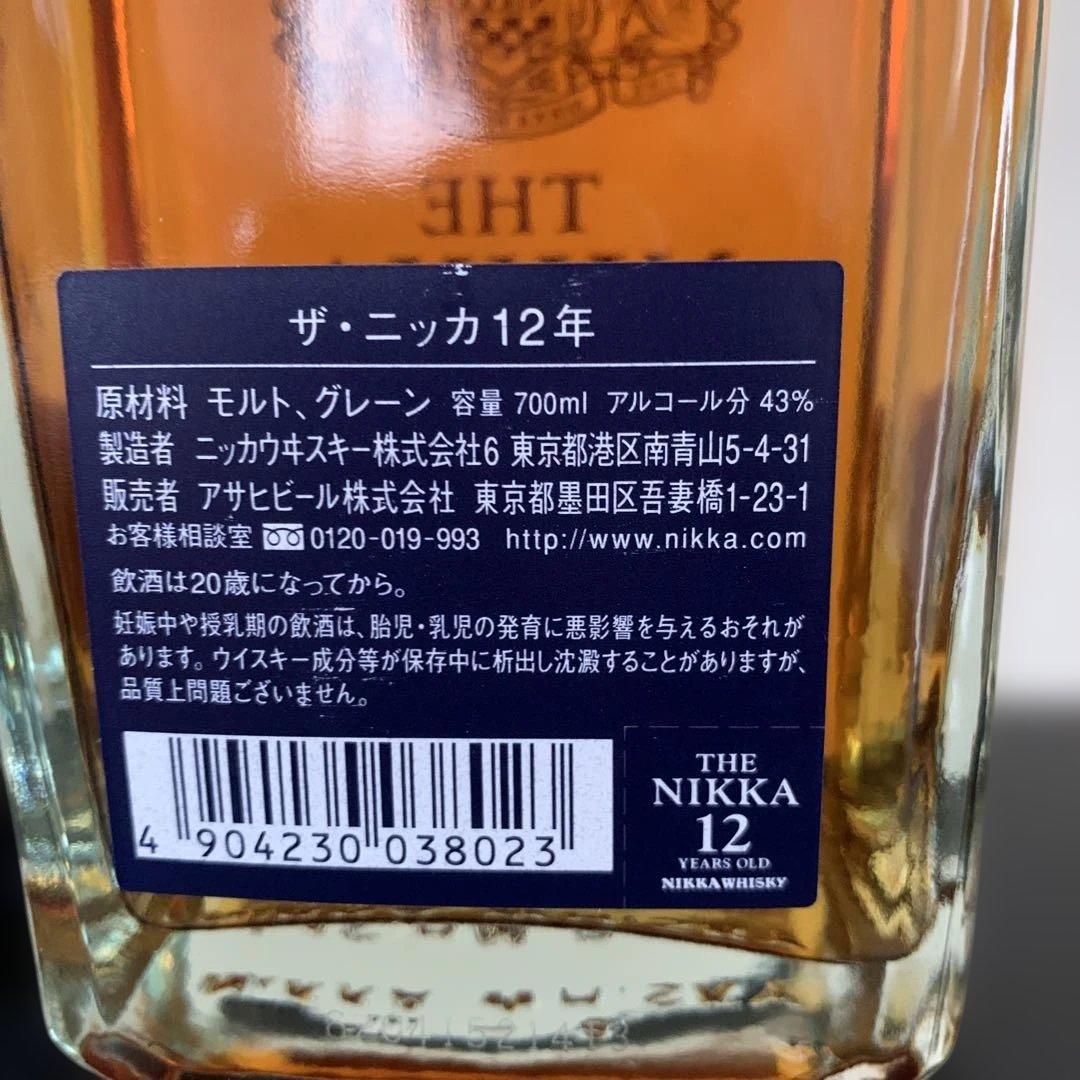 THE
ザ・ニッカ12年
原材料 モルト、グレーン 容量 700ml アルコール分 43%
製造者 ニッカウヰスキー株式会社6 東京都港区南青山5-4-31
販売者 アサヒビール株式会社 東京都墨田区吾妻橋1-23-1
お客様相談室 0120-019-993 http://www.nikka.com
飲酒は20歳になってから。
妊娠中や授乳期の飲酒は、胎児・乳児の発育に悪影響を与えるおそれが
あります。ウイスキー成分等が保存中に析出し沈澱することがありますが、
品質上問題ございません。
4 904230 038023
THE
NIKKA
12
YEARS OLD
NIKKA WHISKY